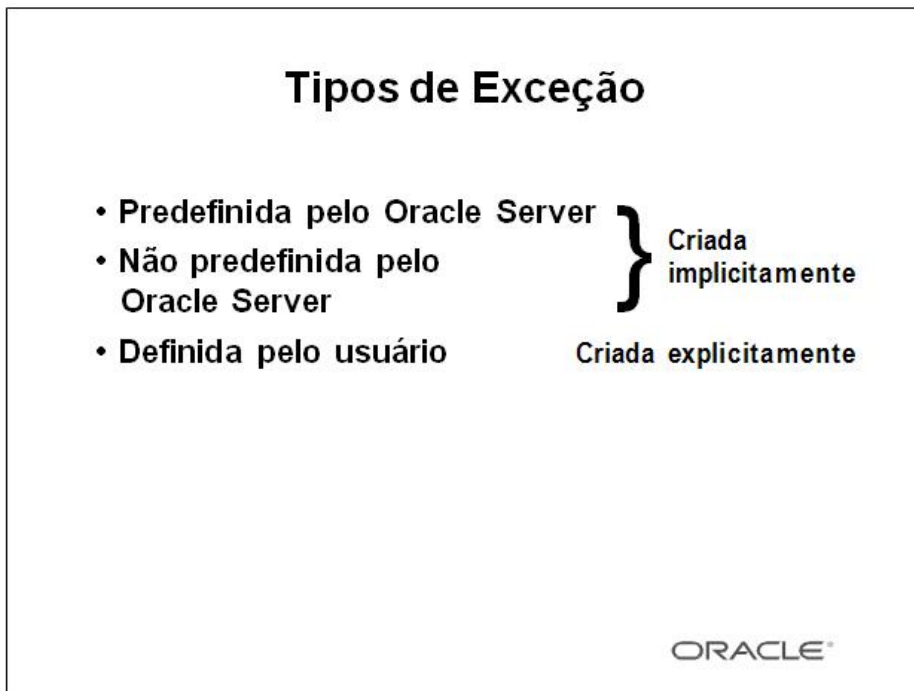 Tipos de Exceção
• Predefinida pelo Oracle Server
• Não predefinida pelo
Oracle Server
}
Criada
implicitamente
• Definida pelo usuário
Criada explicitamente
ORACLE®